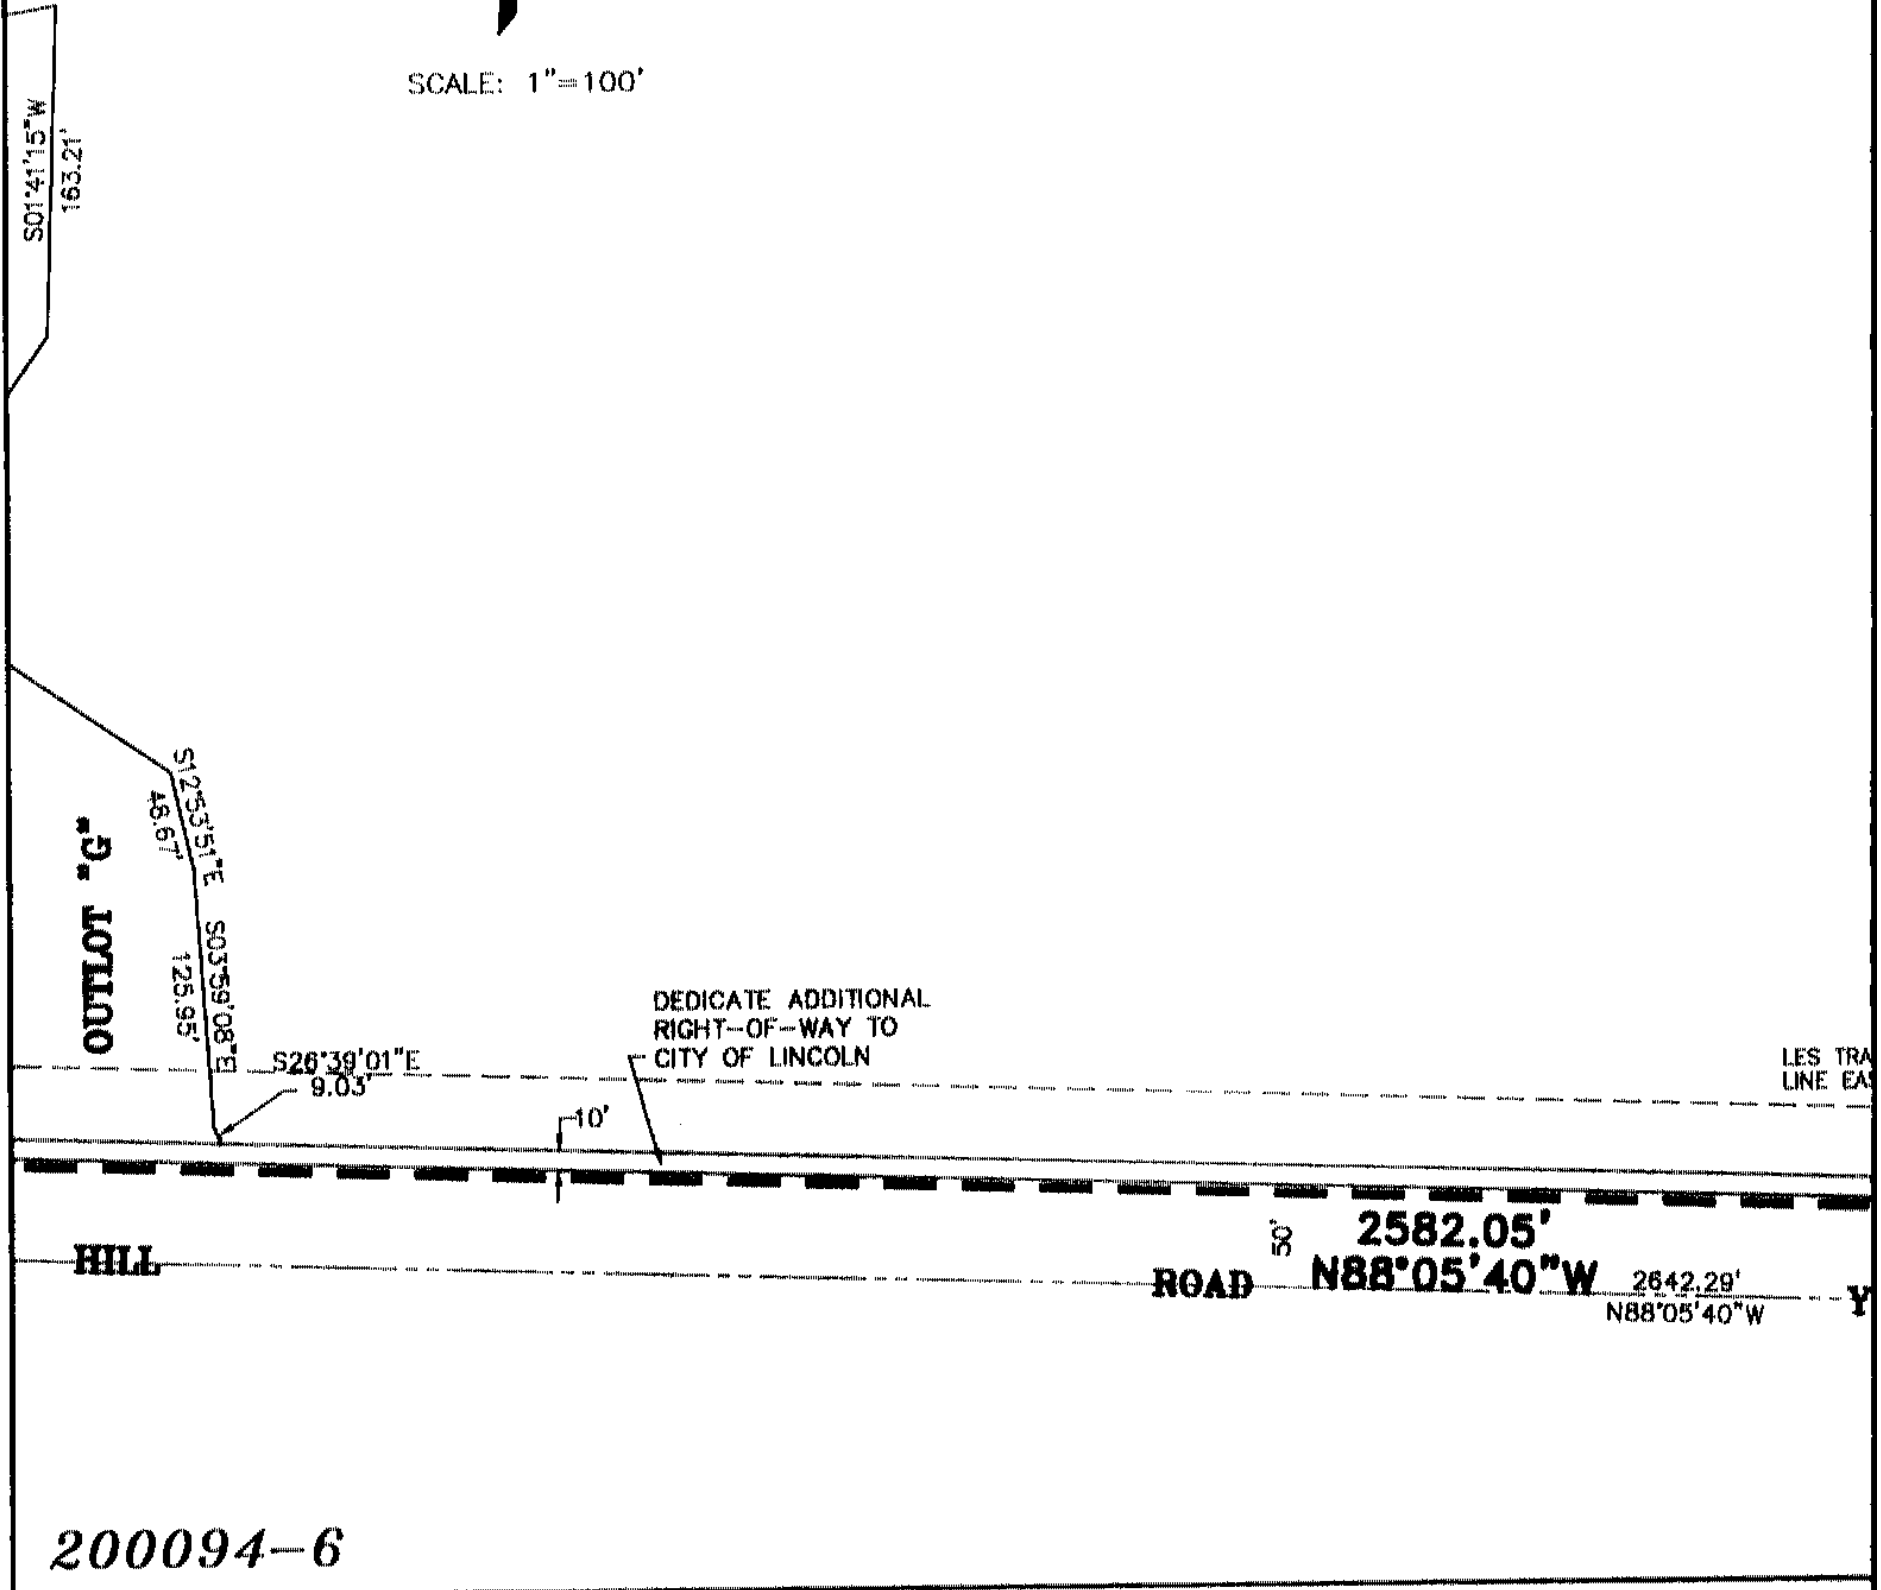 SCALE: 1"=100'
S01°41'15"W
163.21'
S12°53'51"E
46.67'
OUTLOT "G"
S03°59'08"E
125.95'
S26°39'01"E
9.03'
DEDICATE ADDITIONAL
RIGHT-OF-WAY TO
CITY OF LINCOLN
LES TRA
LINE EA
10'
50'
2582.05'
N88°05'40"W
HILL
ROAD
2642.29'
N88°05'40"W
Y
200094-6